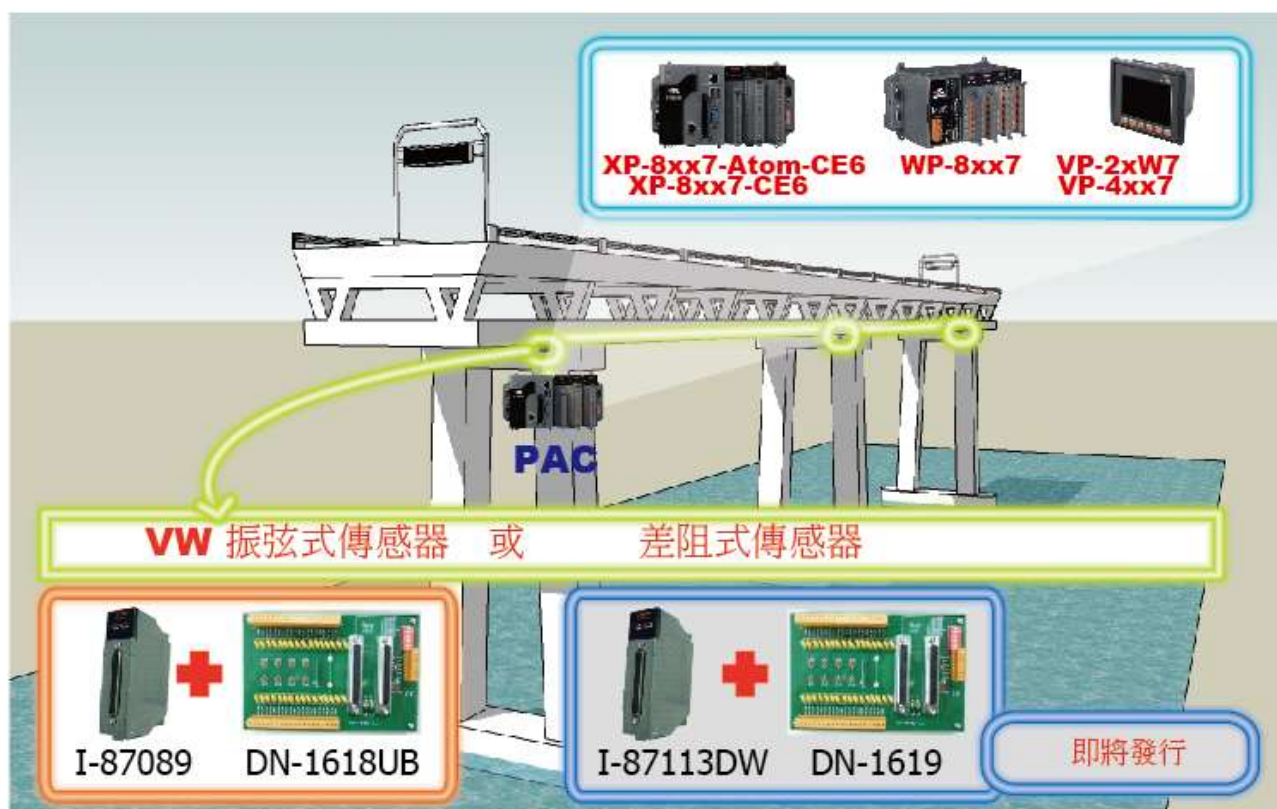 XP-8xx7-Atom-CE6
XP-8xx7-CE6
WP-8xx7
VP-2xW7
VP-4xx7
PAC
VW 振弦式傳感器 或 差阻式傳感器
I-87089
DN-1618UB
I-87113DW
DN-1619
即將發行